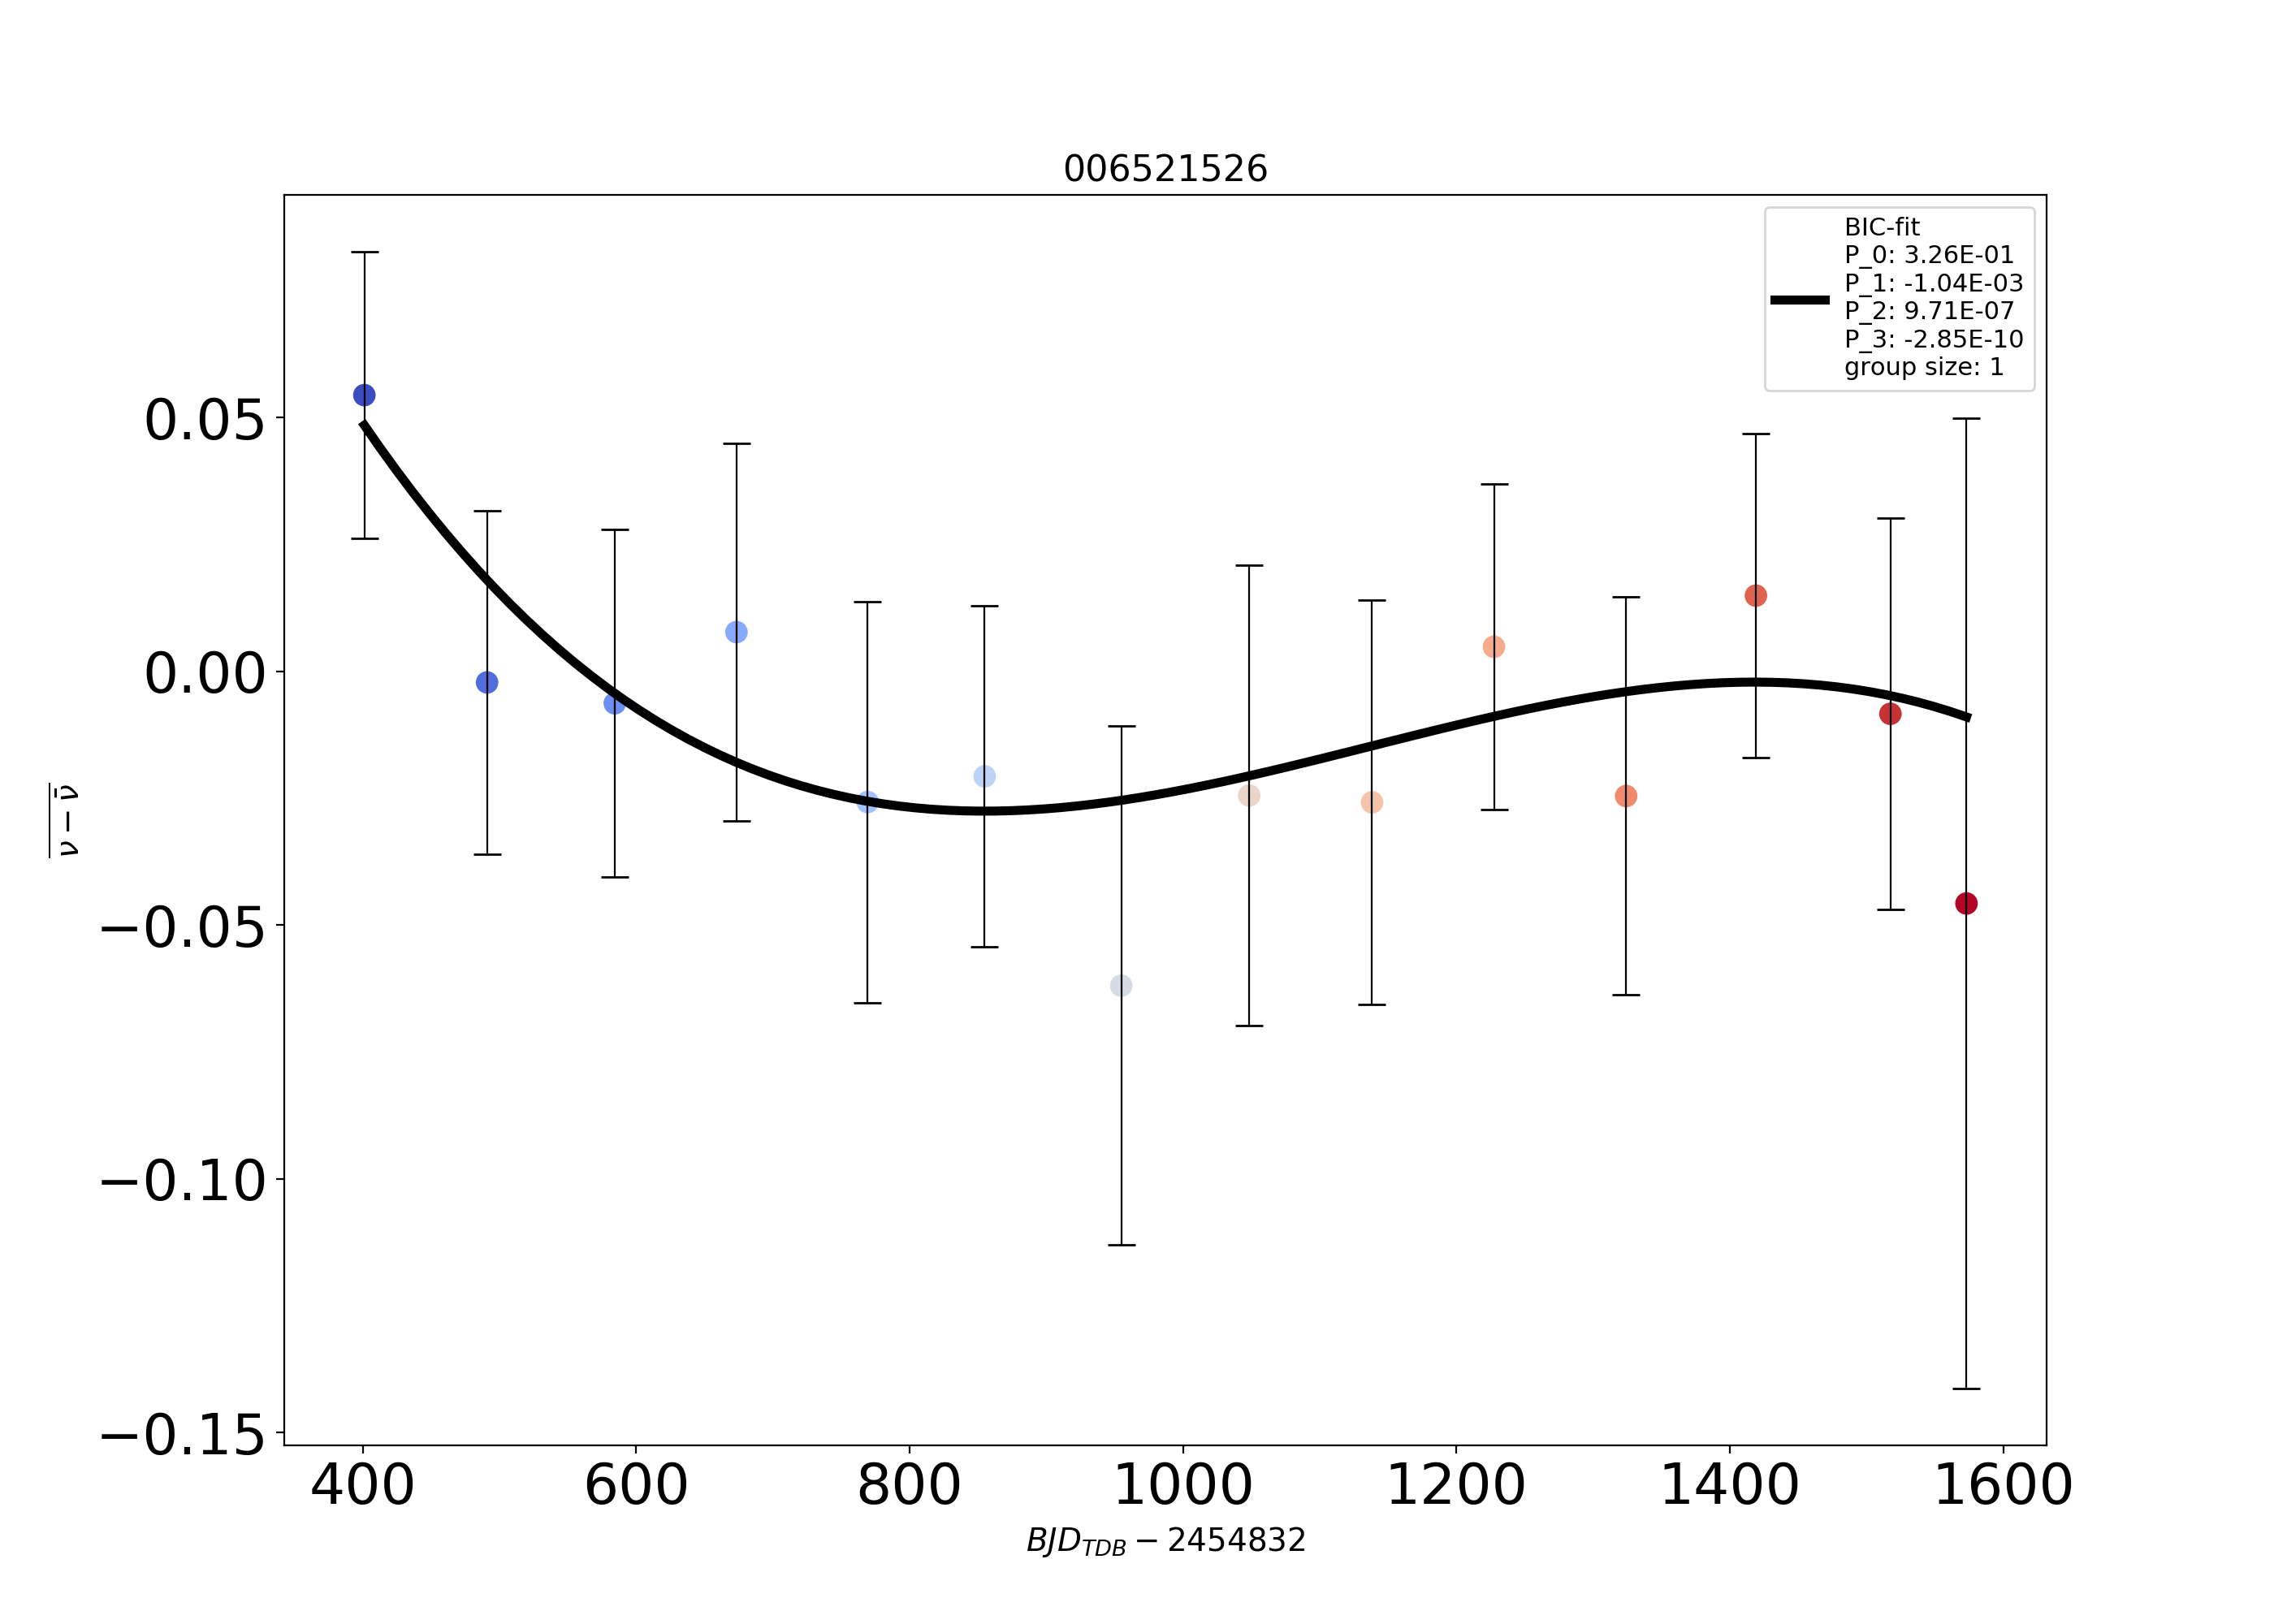 006521526
BIC-fit
P_0: 3.26E-01
P_1: -1.04E-03
P_2: 9.71E-07
P_3: -2.85E-10
group size: 1
0.05
0.00
−0.05
−0.10
−0.15
ν − ν̄
400 600 800 1000 1200 1400 1600
BJD_TDB − 2454832